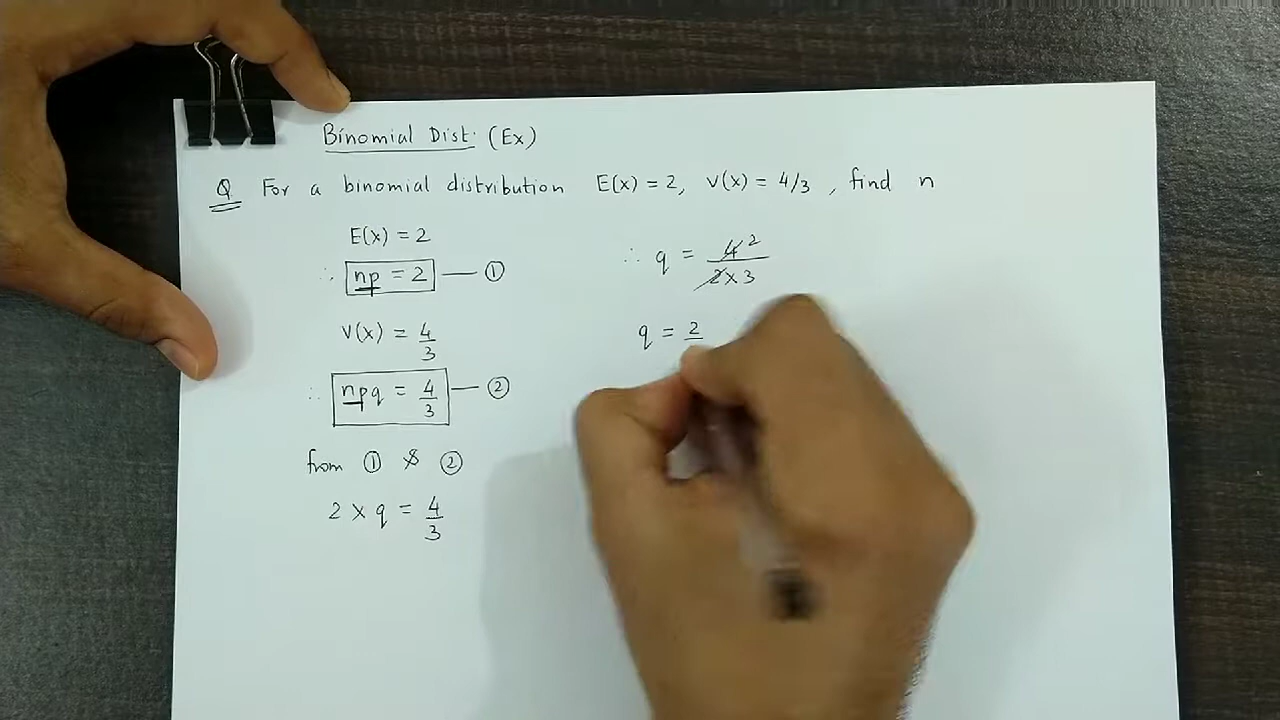 Binomial Dist. (Ex)
Q For a binomial distribution E(x) = 2, V(x) = 4/3, find n
E(x) = 2
∴ np = 2 — ①
V(x) = 4/3
∴ npq = 4/3 — ②
from ① & ②
2 × q = 4/3
∴ q = 4 2 / 2×3
q = 2